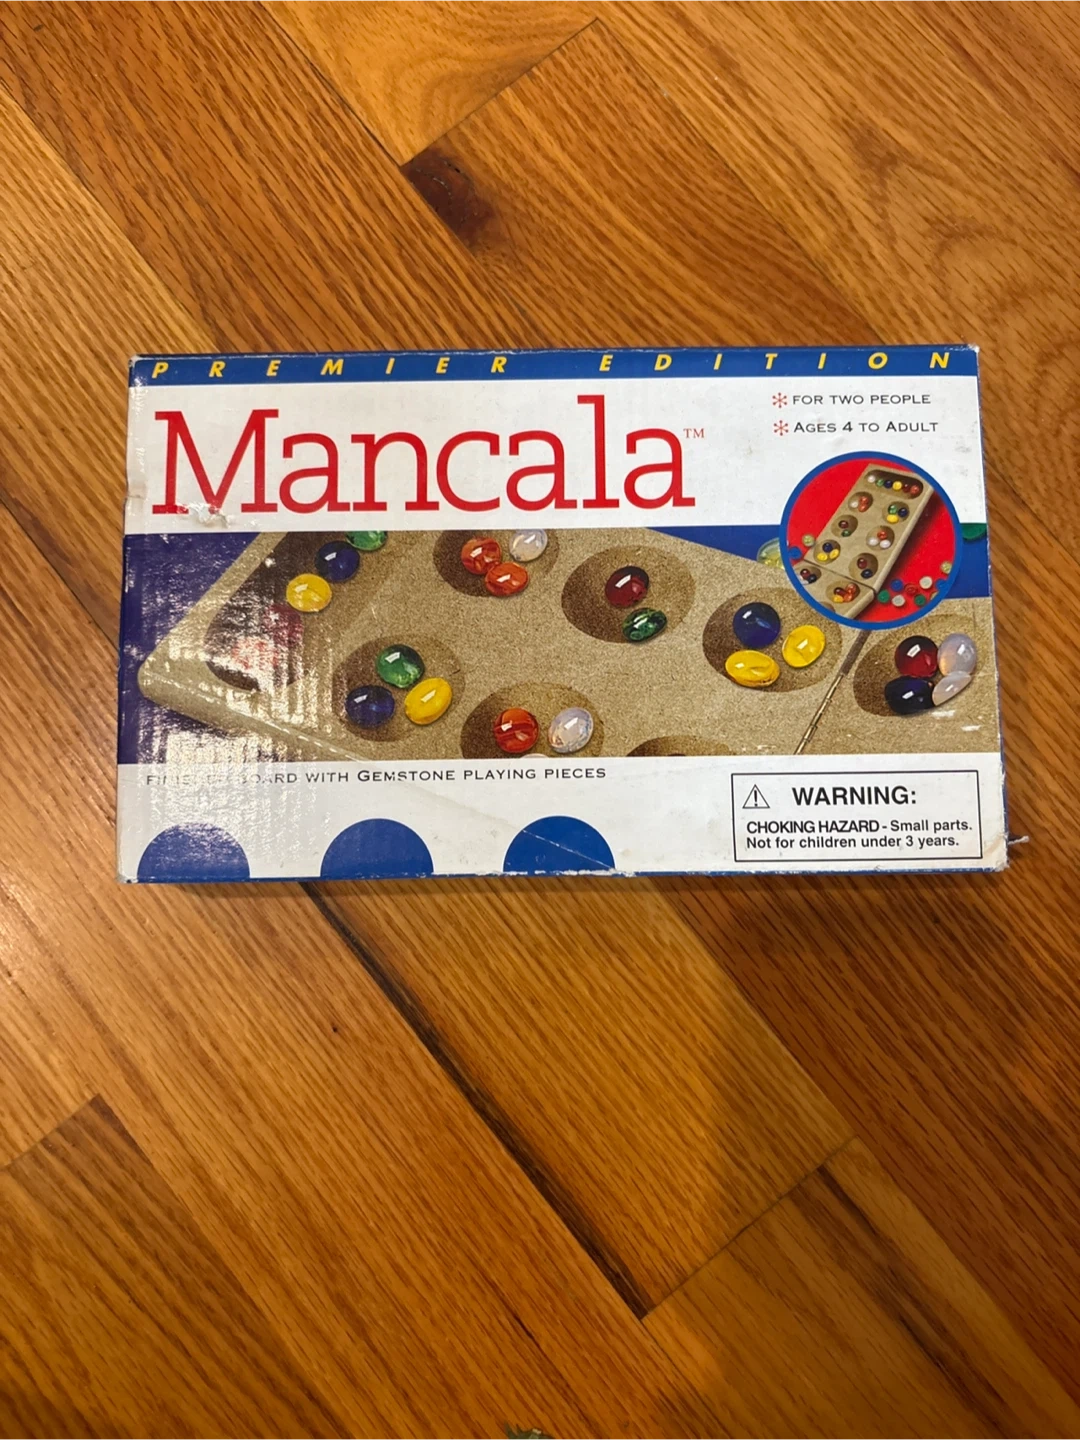 PREMIER EDITION
Mancala™
✻ FOR TWO PEOPLE
✻ AGES 4 TO ADULT
BOARD WITH GEMSTONE PLAYING PIECES
⚠ WARNING:
CHOKING HAZARD - Small parts.
Not for children under 3 years.